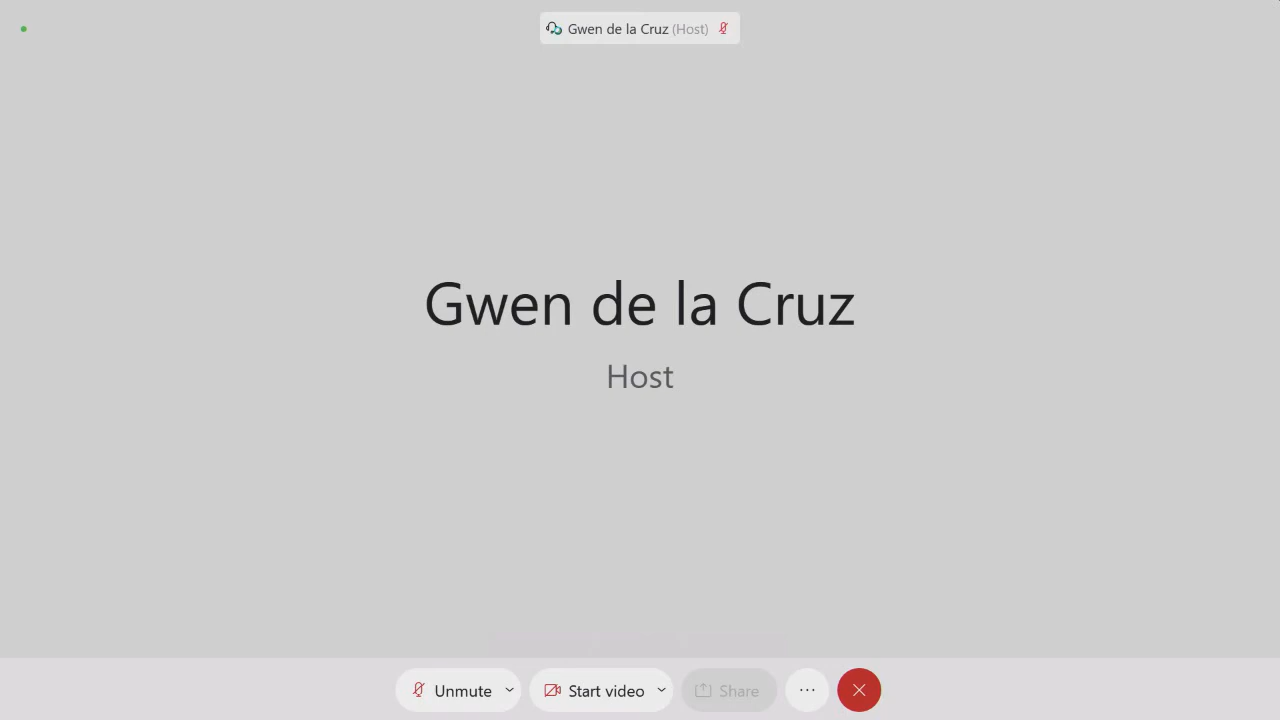 Gwen de la Cruz (Host)
Gwen de la Cruz
Host
Unmute
Start video
Share